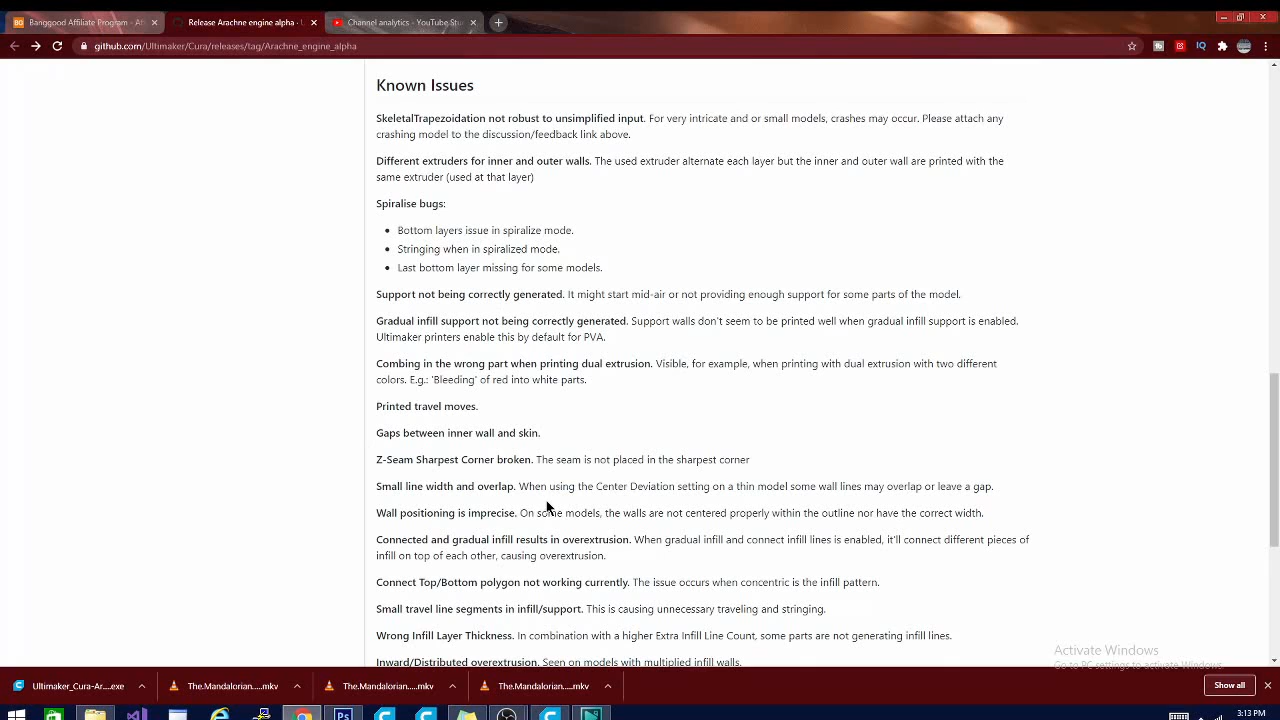 Banggood Affiliate Program - Affi
Release Arachne engine alpha · U
Channel analytics - YouTube Stud
github.com/Ultimaker/Cura/releases/tag/Arachne_engine_alpha
IQ
Known Issues
SkeletalTrapezoidation not robust to unsimplified input. For very intricate and or small models, crashes may occur. Please attach any
crashing model to the discussion/feedback link above.
Different extruders for inner and outer walls. The used extruder alternate each layer but the inner and outer wall are printed with the
same extruder (used at that layer)
Spiralise bugs:
• Bottom layers issue in spiralize mode.
• Stringing when in spiralized mode.
• Last bottom layer missing for some models.
Support not being correctly generated. It might start mid-air or not providing enough support for some parts of the model.
Gradual infill support not being correctly generated. Support walls don't seem to be printed well when gradual infill support is enabled.
Ultimaker printers enable this by default for PVA.
Combing in the wrong part when printing dual extrusion. Visible, for example, when printing with dual extrusion with two different
colors. E.g.: 'Bleeding' of red into white parts.
Printed travel moves.
Gaps between inner wall and skin.
Z-Seam Sharpest Corner broken. The seam is not placed in the sharpest corner
Small line width and overlap. When using the Center Deviation setting on a thin model some wall lines may overlap or leave a gap.
Wall positioning is imprecise. On some models, the walls are not centered properly within the outline nor have the correct width.
Connected and gradual infill results in overextrusion. When gradual infill and connect infill lines is enabled, it'll connect different pieces of
infill on top of each other, causing overextrusion.
Connect Top/Bottom polygon not working currently. The issue occurs when concentric is the infill pattern.
Small travel line segments in infill/support. This is causing unnecessary traveling and stringing.
Wrong Infill Layer Thickness. In combination with a higher Extra Infill Line Count, some parts are not generating infill lines.
Inward/Distributed overextrusion. Seen on models with multiplied infill walls.
Activate Windows
Go to PC settings to activate Windows.
Ultimaker_Cura-Ar....exe
The.Mandalorian.....mkv
The.Mandalorian.....mkv
The.Mandalorian.....mkv
Show all
3:13 PM